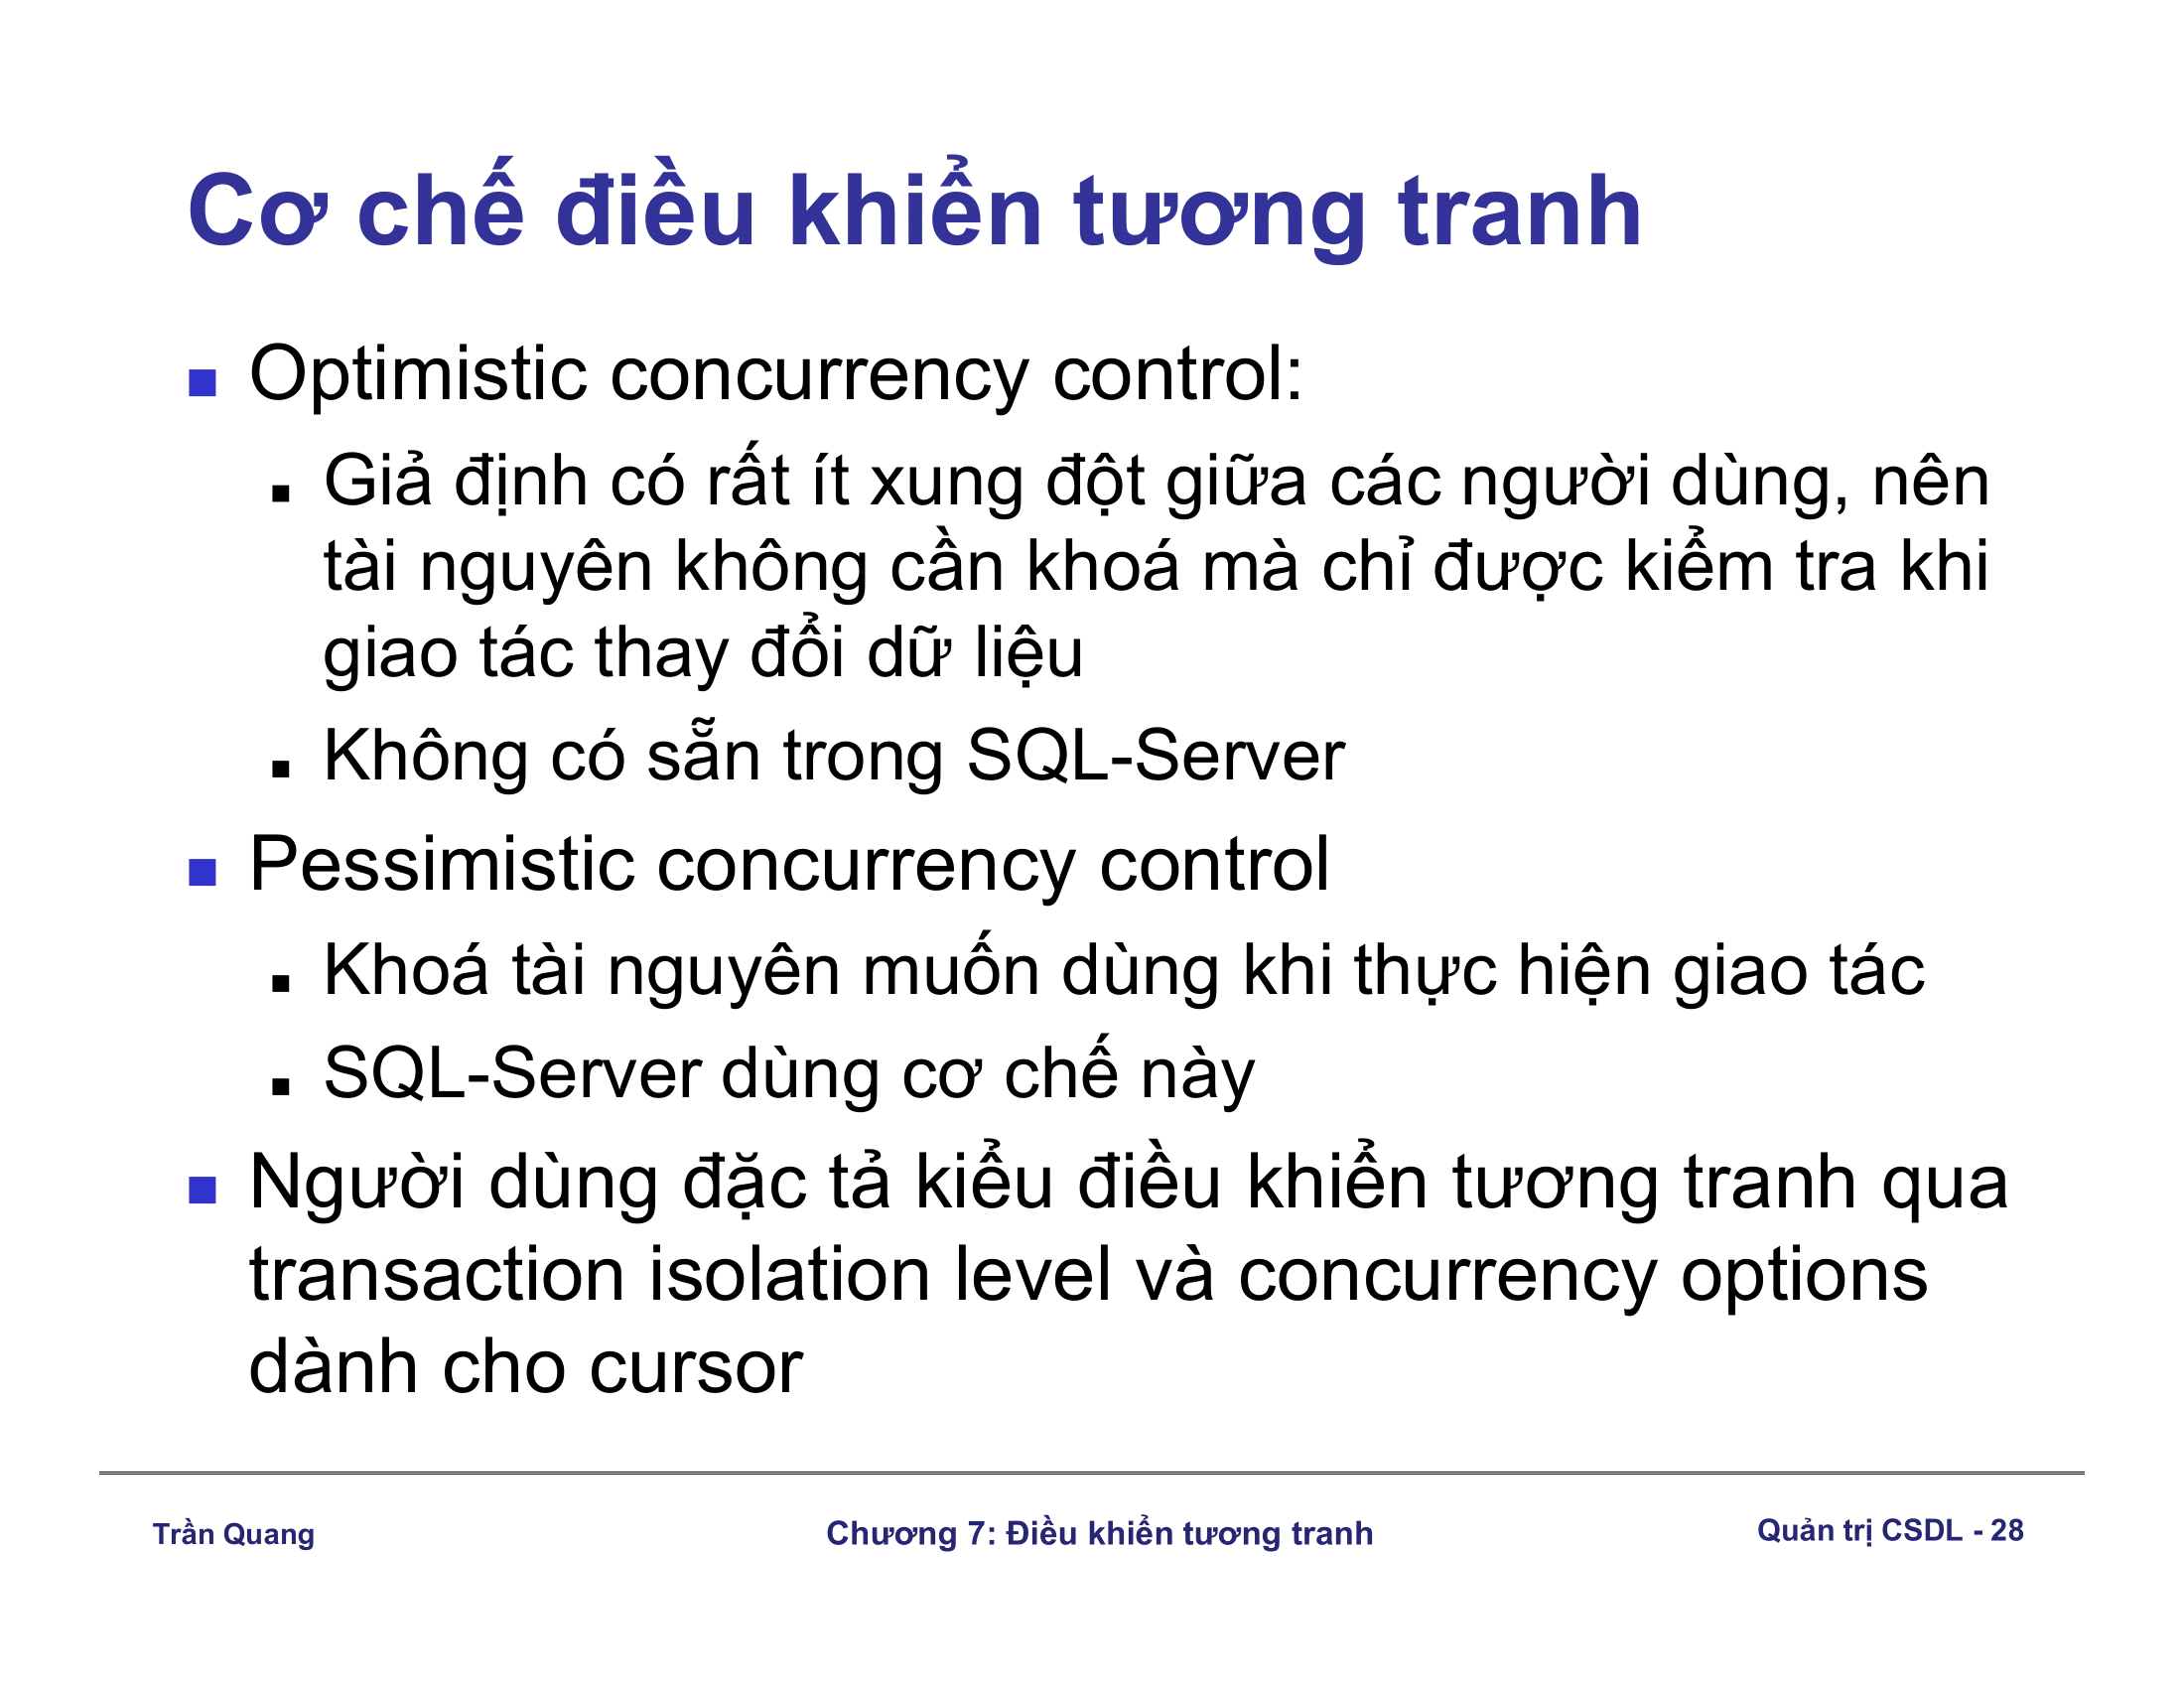 Cơ chế điều khiển tương tranh
Optimistic concurrency control:
Giả định có rất ít xung đột giữa các người dùng, nên
tài nguyên không cần khoá mà chỉ được kiểm tra khi
giao tác thay đổi dữ liệu
Không có sẵn trong SQL-Server
Pessimistic concurrency control
Khoá tài nguyên muốn dùng khi thực hiện giao tác
SQL-Server dùng cơ chế này
Người dùng đặc tả kiểu điều khiển tương tranh qua
transaction isolation level và concurrency options
dành cho cursor
Trần Quang
Chương 7: Điều khiển tương tranh
Quản trị CSDL - 28